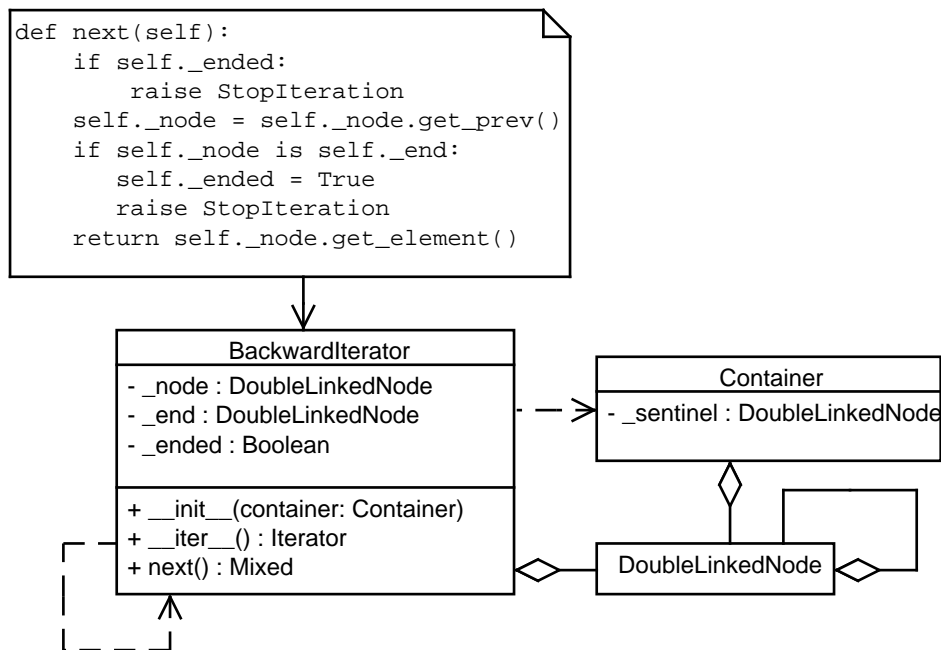 def next(self):
    if self._ended:
        raise StopIteration
    self._node = self._node.get_prev()
    if self._node is self._end:
       self._ended = True
       raise StopIteration
    return self._node.get_element()
BackwardIterator
- _node : DoubleLinkedNode
- _end : DoubleLinkedNode
- _ended : Boolean
+ __init__(container: Container)
+ __iter__() : Iterator
+ next() : Mixed
Container
- _sentinel : DoubleLinkedNode
DoubleLinkedNode